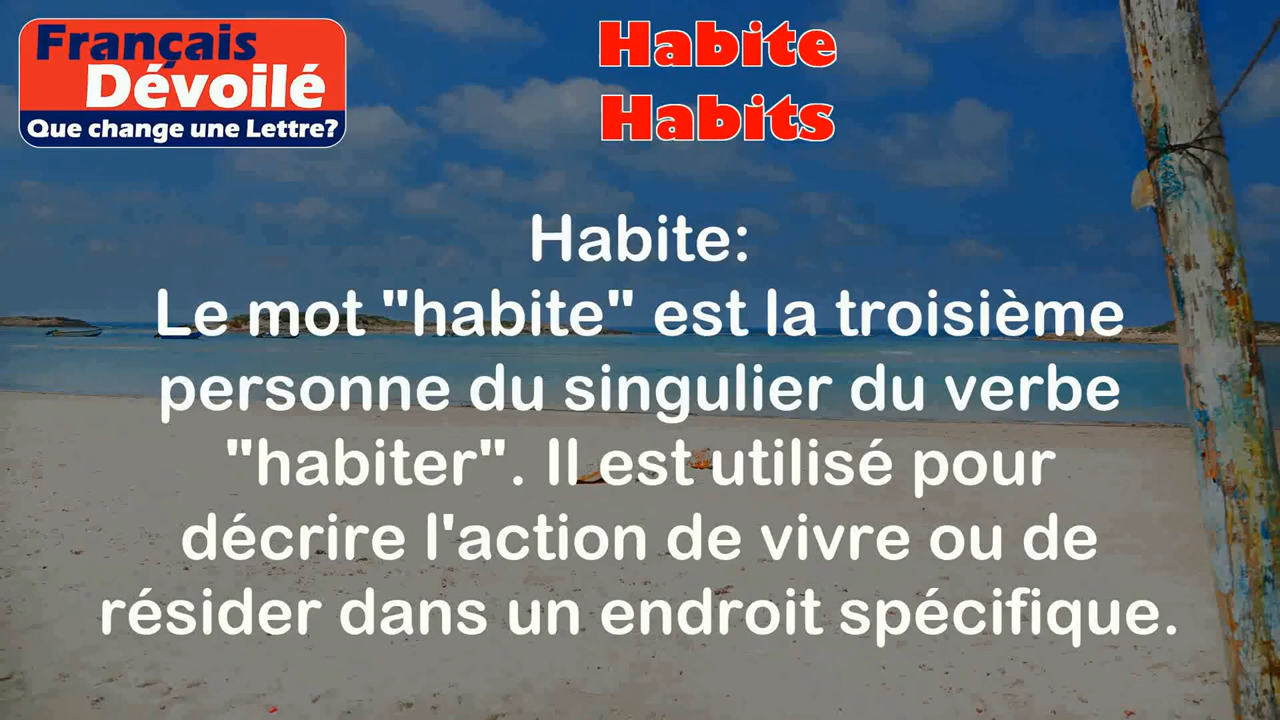 Français
Dévoilé
Que change une Lettre?
Habite
Habits
Habite:
Le mot "habite" est la troisième
personne du singulier du verbe
"habiter". Il est utilisé pour
décrire l'action de vivre ou de
résider dans un endroit spécifique.